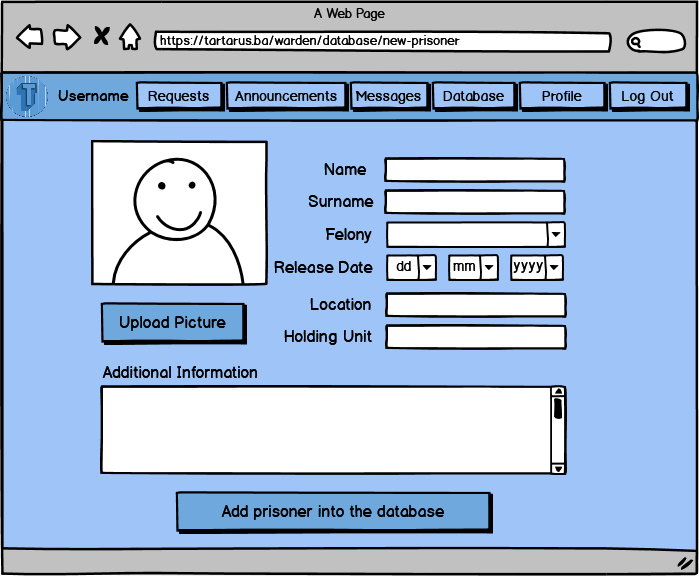 A Web Page
https://tartarus.ba/warden/database/new-prisoner
T Username Requests Announcements Messages Database Profile Log Out
Name
Surname
Felony
Release Date dd mm yyyy
Upload Picture
Location
Holding Unit
Additional Information
Add prisoner into the database